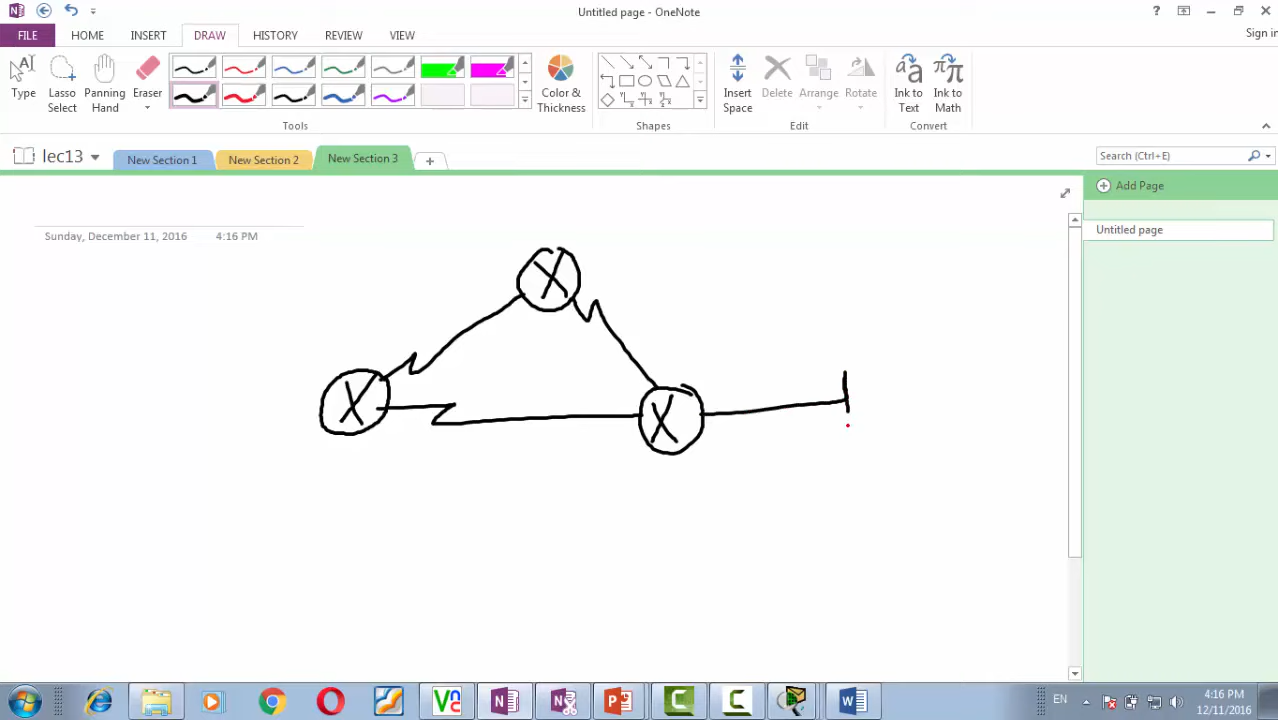 Untitled page - OneNote
Sign in
FILE HOME INSERT DRAW HISTORY REVIEW VIEW
Type
Lasso Select
Panning Hand
Eraser
Color & Thickness
Insert Space
Delete
Arrange
Rotate
Ink to Text
Ink to Math
Tools
Shapes
Edit
Convert
lec13
New Section 1
New Section 2
New Section 3
Search (Ctrl+E)
Add Page
Untitled page
Sunday, December 11, 2016 4:16 PM
X
X
X
EN
4:16 PM
12/11/2016